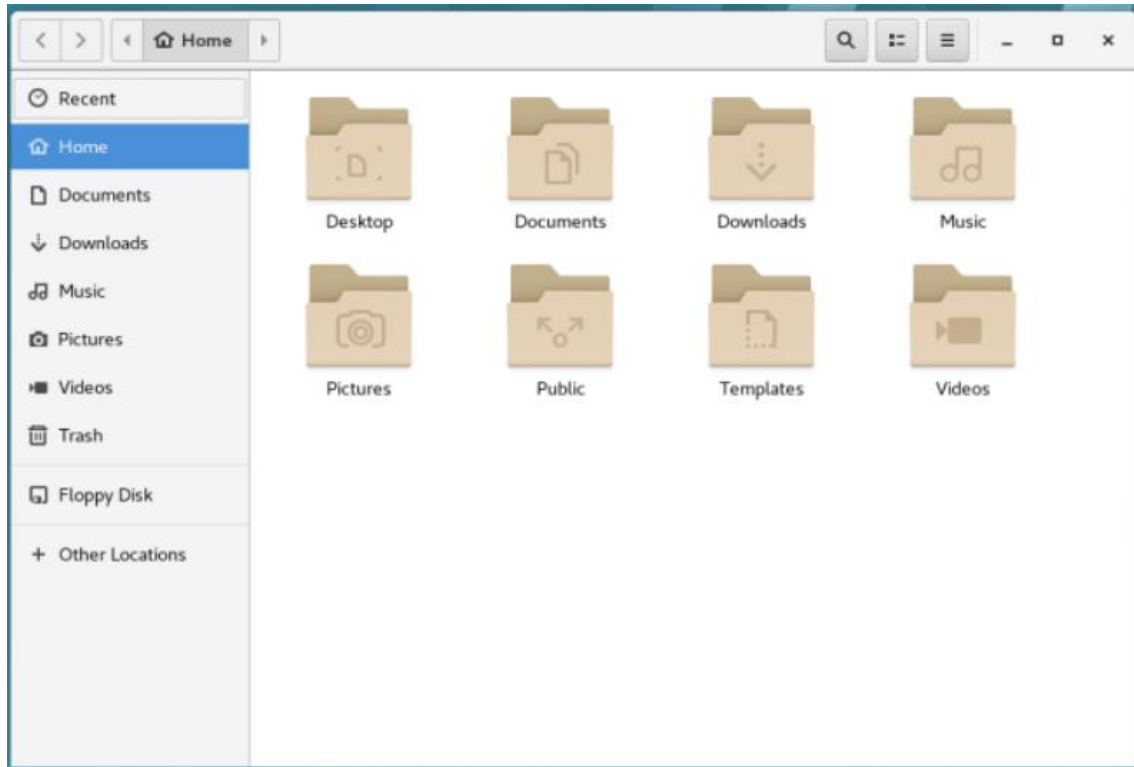 Home
Recent
Home
Documents
Downloads
Music
Pictures
Videos
Trash
Floppy Disk
+ Other Locations
Desktop Documents Downloads Music
Pictures Public Templates Videos